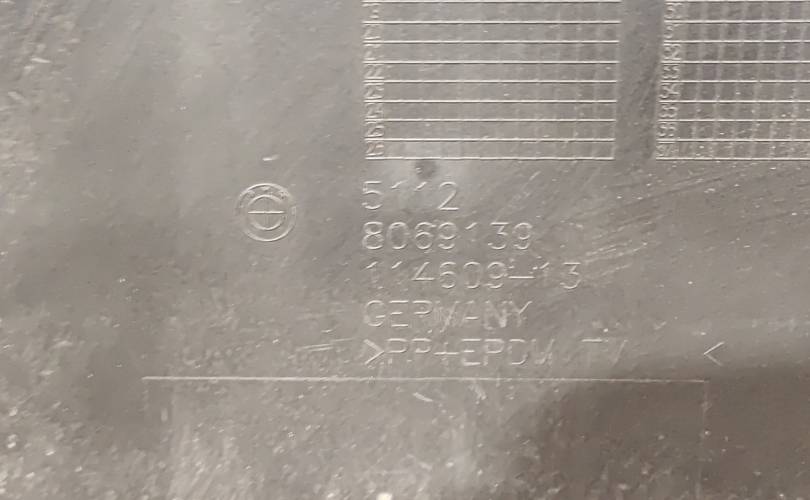 5112
8069139
114609-13
GERMANY
>PP+EPDM TV <